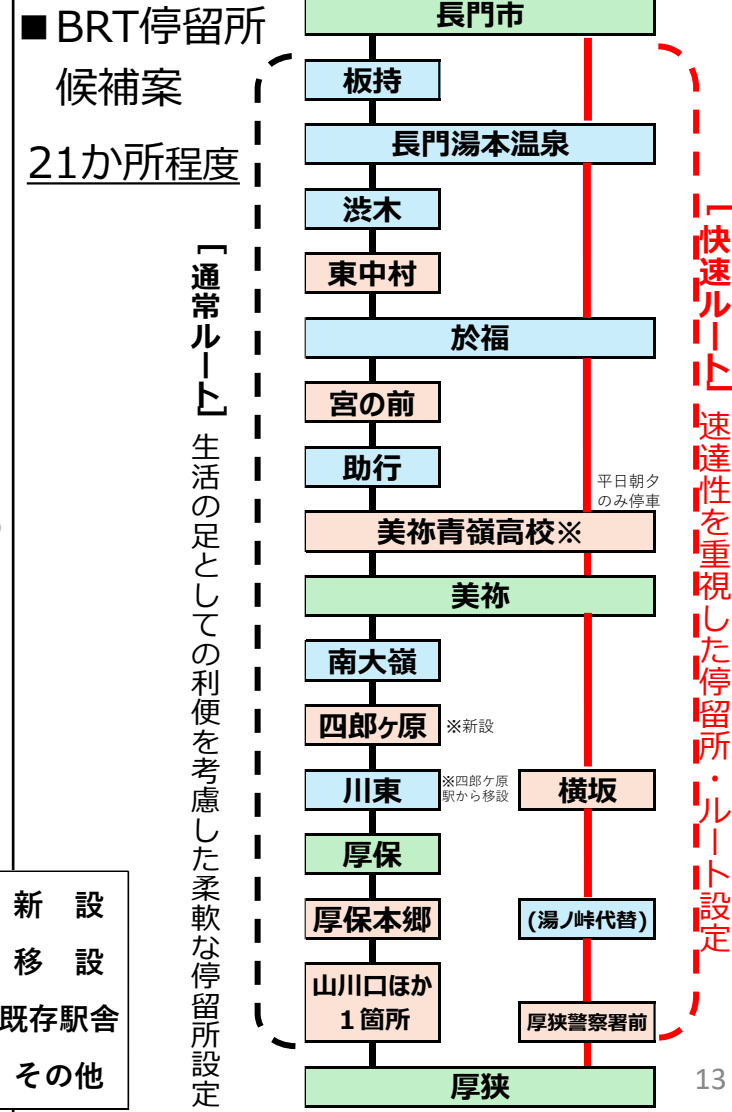 ■BRT停留所
候補案
21か所程度
[通常ルート] 生活の足としての利便を考慮した柔軟な停留所設定
長門市
板持
長門湯本温泉
渋木
東中村
於福
宮の前
助行
平日朝夕
のみ停車
美祢青嶺高校※
美祢
南大嶺
四郎ヶ原
※新設
川東
※四郎ケ原
駅から移設
横坂
厚保
厚保本郷
(湯ノ峠代替)
山川口ほか
1箇所
厚狭警察署前
厚狭
[快速ルート] 速達性を重視した停留所・ルート設定
新 設
移 設
既存駅舎
その他
13